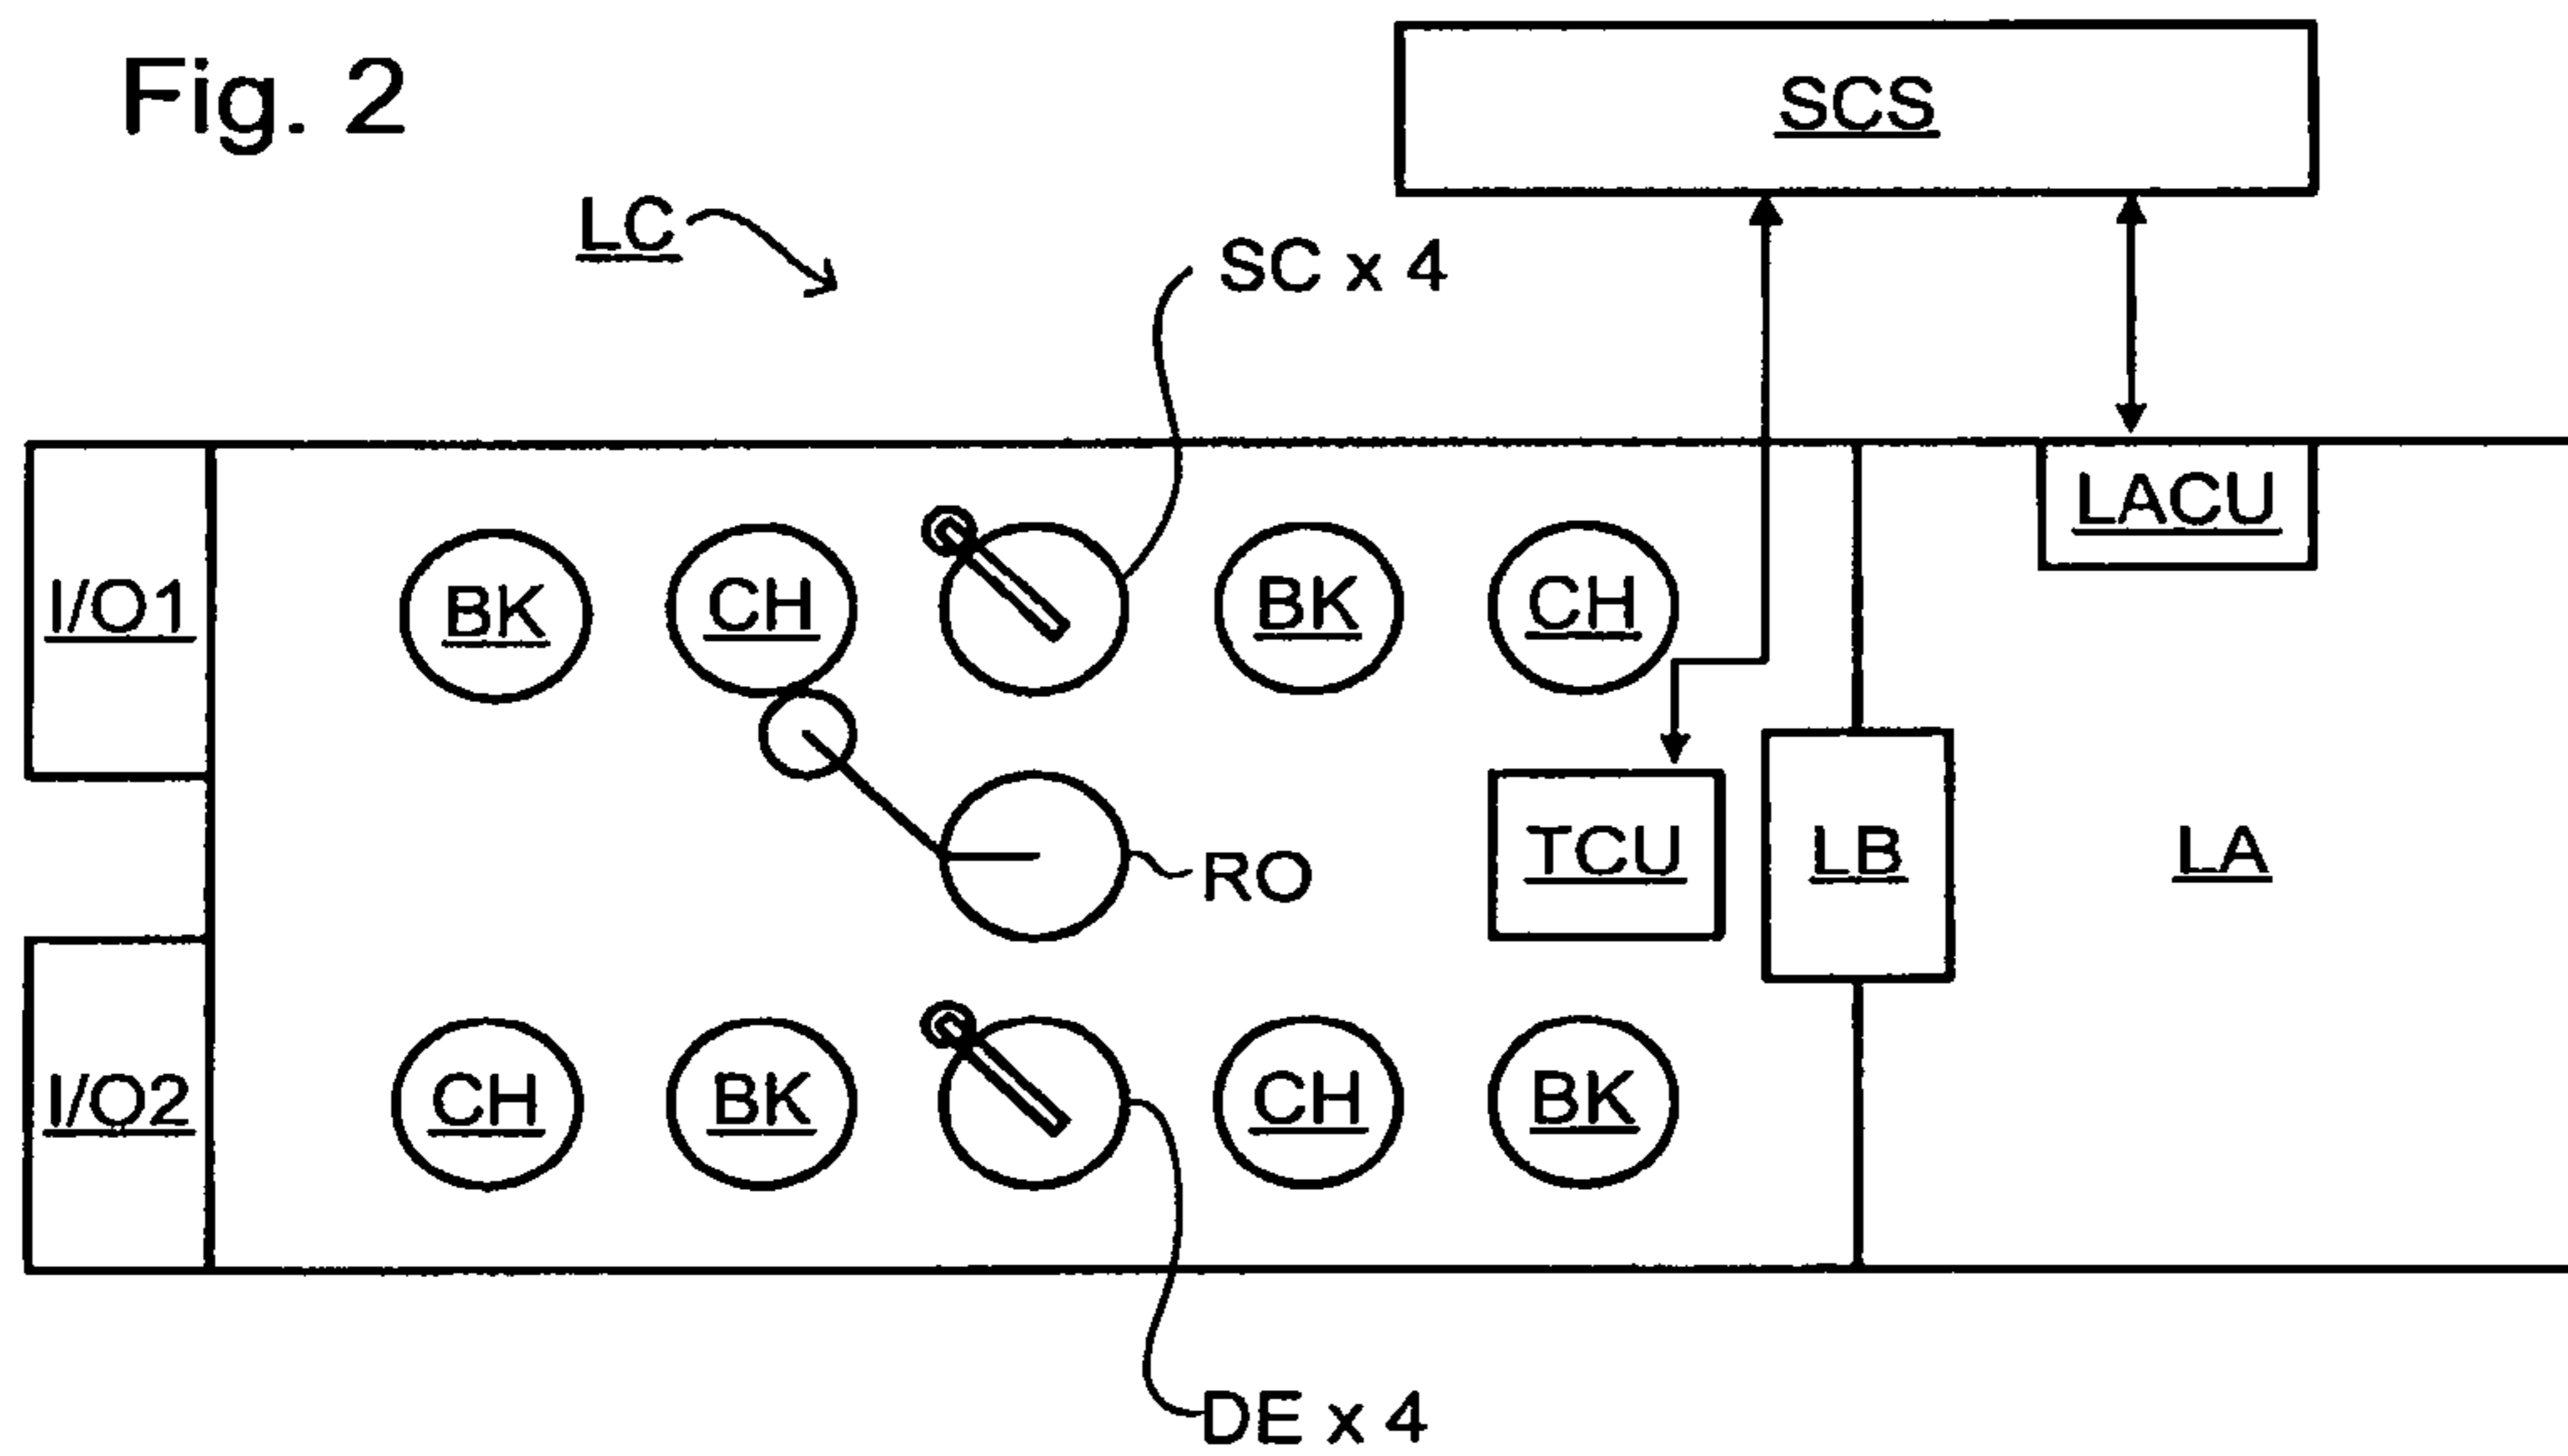 Fig. 2
SCS
LC
SC x 4
LACU
I/O1
BK
CH
BK
CH
RO
TCU
LB
LA
I/O2
CH
BK
CH
BK
DE x 4